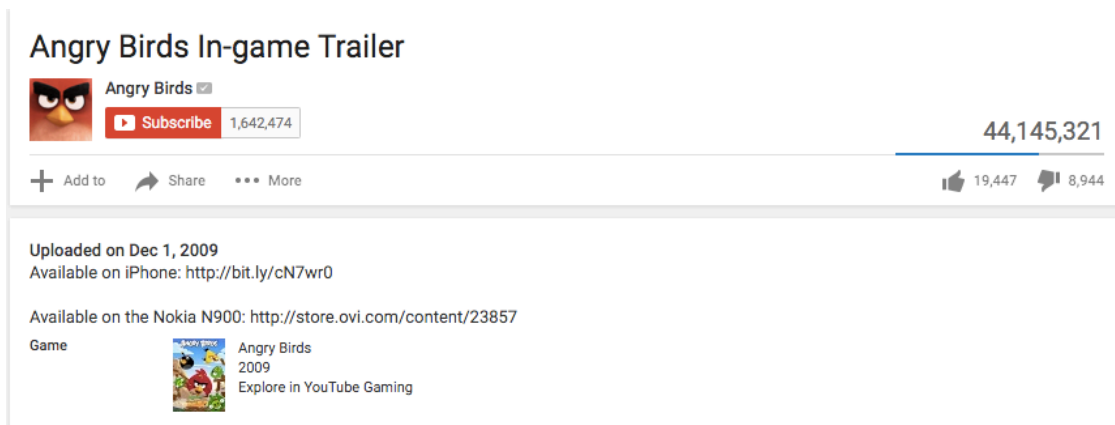 Angry Birds In-game Trailer
Angry Birds
Subscribe 1,642,474
44,145,321
Add to Share More
19,447 8,944
Uploaded on Dec 1, 2009
Available on iPhone: http://bit.ly/cN7wr0
Available on the Nokia N900: http://store.ovi.com/content/23857
Game
ANGRY BIRDS
Angry Birds
2009
Explore in YouTube Gaming